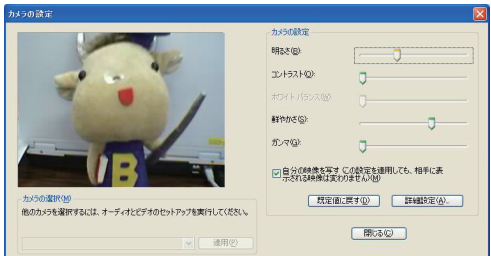 カメラの設定
カメラの設定
明るさ(B):
コントラスト(O):
ホワイト バランス(W):
鮮やかさ(S):
ガンマ(G):
自分の映像を写す (この設定を適用しても、相手に表
示される映像は変わりません)(M)
既定値に戻す(D)
詳細設定(A)...
閉じる(C)
B
カメラの選択(M)
他のカメラを選択するには、オーディオとビデオのセットアップを実行してください。
適用(P)